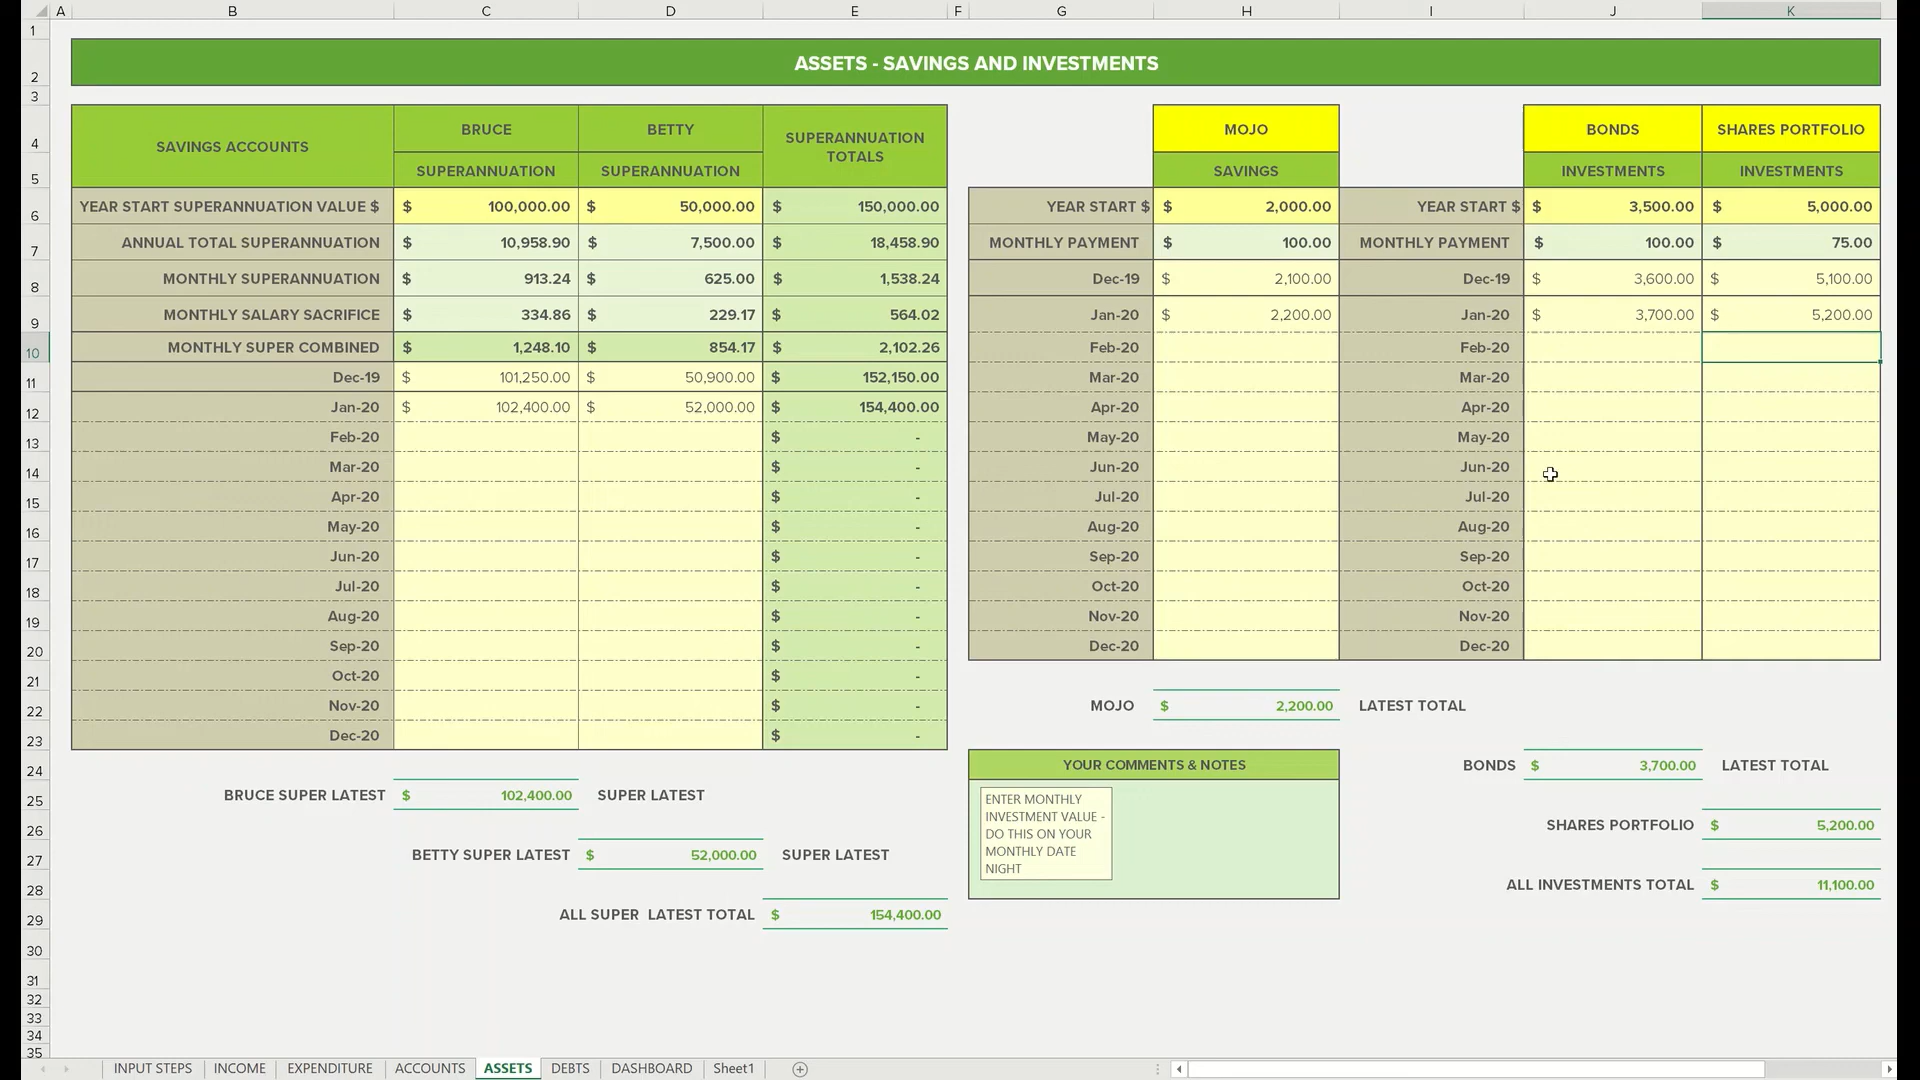 A B C D E F G H I J K
1
2 ASSETS - SAVINGS AND INVESTMENTS
3
4 SAVINGS ACCOUNTS BRUCE BETTY SUPERANNUATION TOTALS MOJO BONDS SHARES PORTFOLIO
5 SUPERANNUATION SUPERANNUATION SAVINGS INVESTMENTS INVESTMENTS
6 YEAR START SUPERANNUATION VALUE $ $ 100,000.00 $ 50,000.00 $ 150,000.00 YEAR START $ $ 2,000.00 YEAR START $ $ 3,500.00 $ 5,000.00
7 ANNUAL TOTAL SUPERANNUATION $ 10,958.90 $ 7,500.00 $ 18,458.90 MONTHLY PAYMENT $ 100.00 MONTHLY PAYMENT $ 100.00 $ 75.00
8 MONTHLY SUPERANNUATION $ 913.24 $ 625.00 $ 1,538.24 Dec-19 $ 2,100.00 Dec-19 $ 3,600.00 $ 5,100.00
9 MONTHLY SALARY SACRIFICE $ 334.86 $ 229.17 $ 564.02 Jan-20 $ 2,200.00 Jan-20 $ 3,700.00 $ 5,200.00
10 MONTHLY SUPER COMBINED $ 1,248.10 $ 854.17 $ 2,102.26 Feb-20 Feb-20
11 Dec-19 $ 101,250.00 $ 50,900.00 $ 152,150.00 Mar-20 Mar-20
12 Jan-20 $ 102,400.00 $ 52,000.00 $ 154,400.00 Apr-20 Apr-20
13 Feb-20 $ - May-20 May-20
14 Mar-20 $ - Jun-20 Jun-20
15 Apr-20 $ - Jul-20 Jul-20
16 May-20 $ - Aug-20 Aug-20
17 Jun-20 $ - Sep-20 Sep-20
18 Jul-20 $ - Oct-20 Oct-20
19 Aug-20 $ - Nov-20 Nov-20
20 Sep-20 $ - Dec-20 Dec-20
21 Oct-20 $ -
22 Nov-20 $ - MOJO $ 2,200.00 LATEST TOTAL
23 Dec-20 $ -
24 YOUR COMMENTS & NOTES BONDS $ 3,700.00 LATEST TOTAL
25 BRUCE SUPER LATEST $ 102,400.00 SUPER LATEST
ENTER MONTHLY
INVESTMENT VALUE -
DO THIS ON YOUR
MONTHLY DATE
NIGHT
26 SHARES PORTFOLIO $ 5,200.00
27 BETTY SUPER LATEST $ 52,000.00 SUPER LATEST
28 ALL INVESTMENTS TOTAL $ 11,100.00
29 ALL SUPER LATEST TOTAL $ 154,400.00
30
31
32
33
34
35
INPUT STEPS INCOME EXPENDITURE ACCOUNTS ASSETS DEBTS DASHBOARD Sheet1